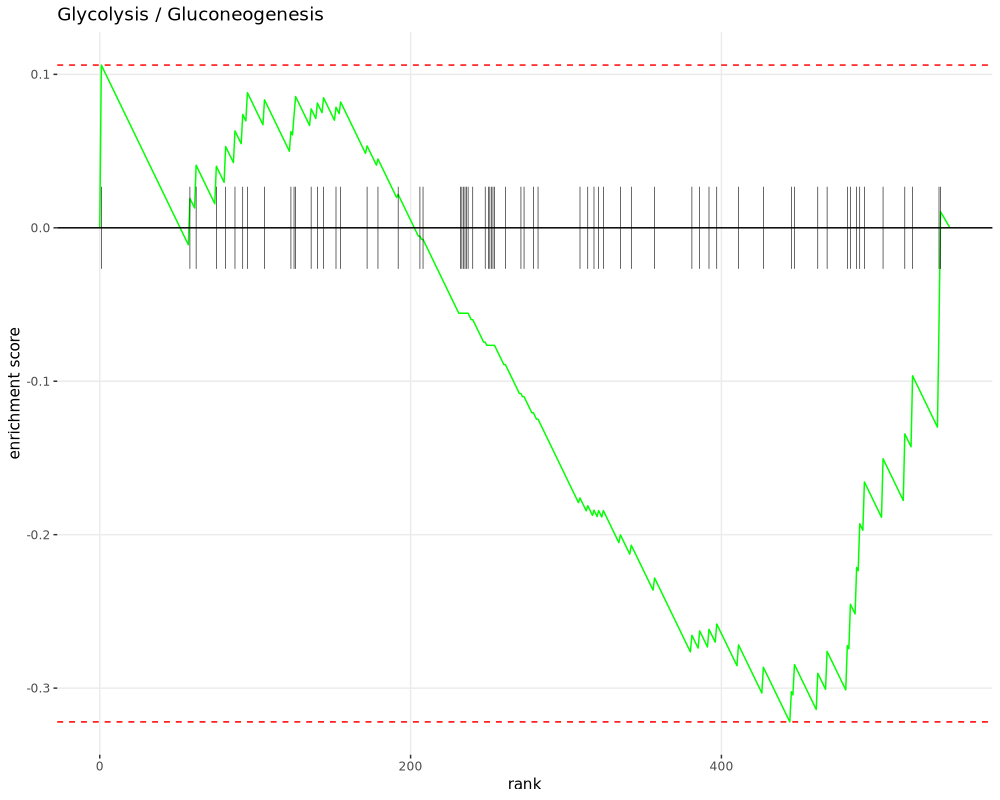 Glycolysis / Gluconeogenesis
0.1
0.0
-0.1
-0.2
-0.3
enrichment score
0 200 400
rank